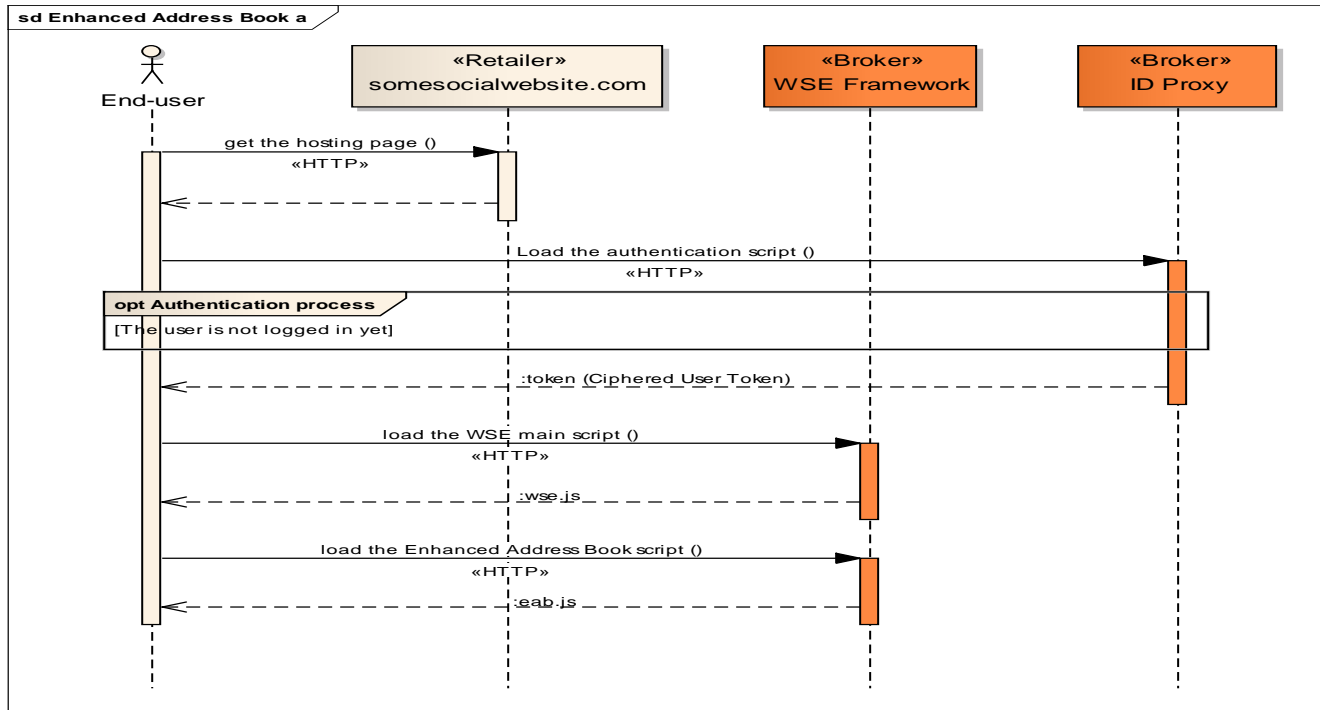 sd Enhanced Address Book a
End-user
«Retailer»
somesocialwebsite.com
«Broker»
WSE Framework
«Broker»
ID Proxy
get the hosting page ()
«HTTP»
Load the authentication script ()
«HTTP»
opt Authentication process
[The user is not logged in yet]
:token (Ciphered User Token)
load the WSE main script ()
«HTTP»
:wse.js
load the Enhanced Address Book script ()
«HTTP»
:eab.js